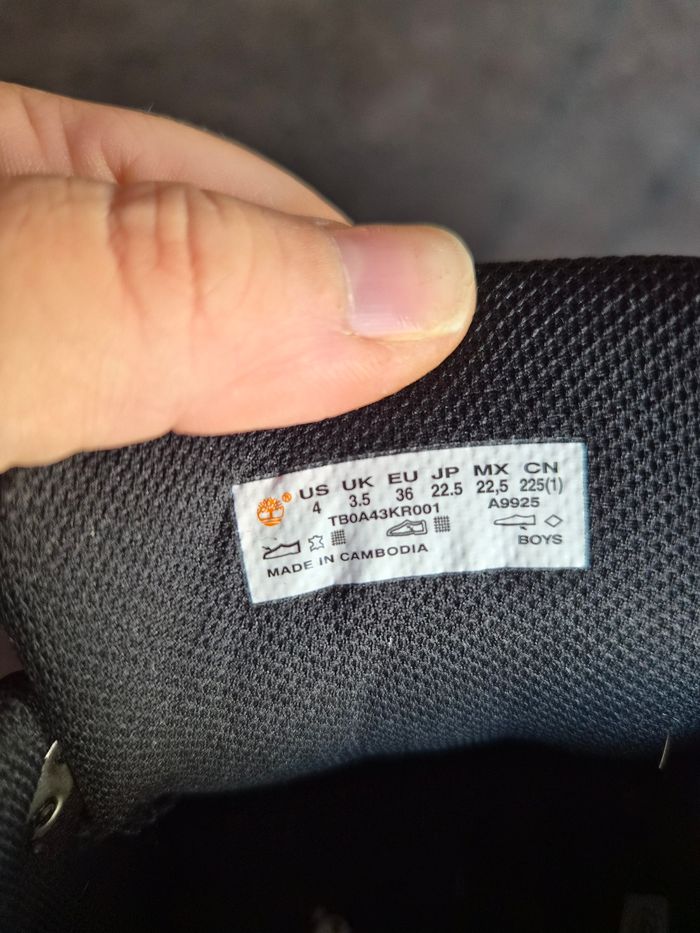 US UK EU JP MX CN
4 3.5 36 22.5 22,5 225(1)
TB0A43KR001 A9925
BOYS
MADE IN CAMBODIA